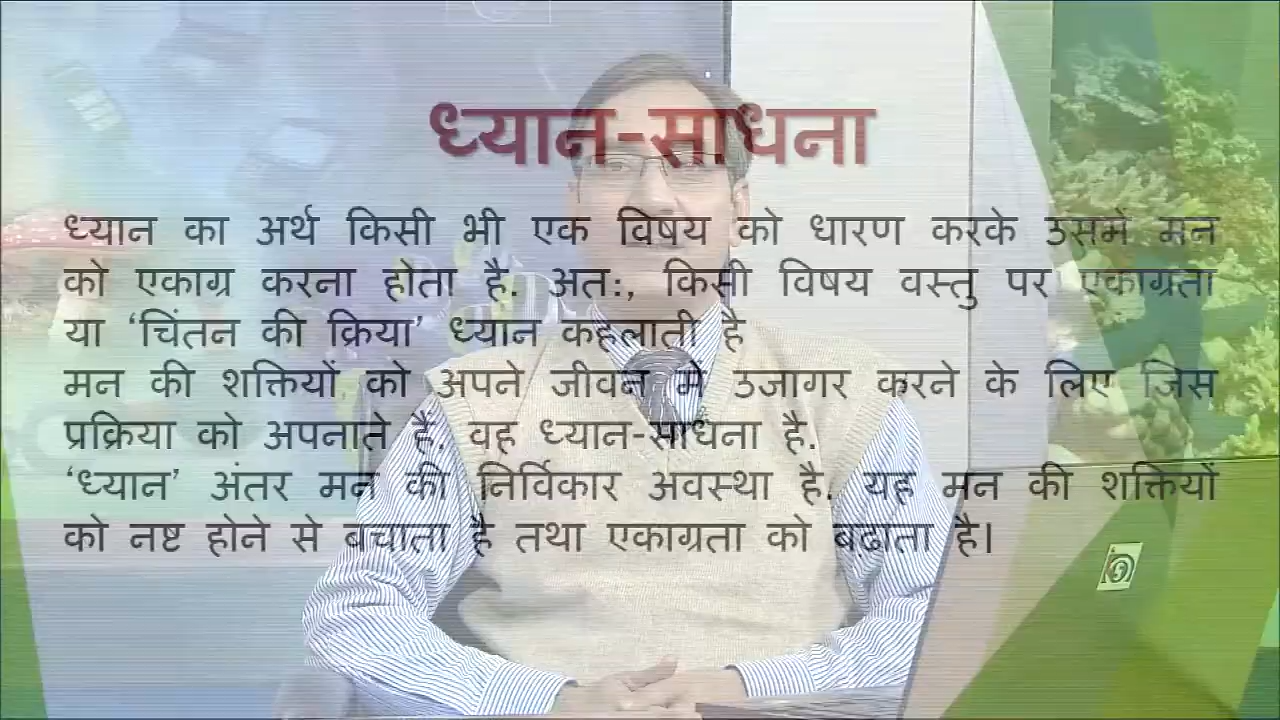 ध्यान-साधना
ध्यान का अर्थ किसी भी एक विषय को धारण करके उसमें मन
को एकाग्र करना होता है. अतः, किसी विषय वस्तु पर एकाग्रता
या ‘चिंतन की क्रिया’ ध्यान कहलाती है
मन की शक्तियों को अपने जीवन में उजागर करने के लिए जिस
प्रक्रिया को अपनाते है. वह ध्यान-साधना है.
‘ध्यान’ अंतर मन की निर्विकार अवस्था है. यह मन की शक्तियों
को नष्ट होने से बचाता है तथा एकाग्रता को बढ़ाता है।